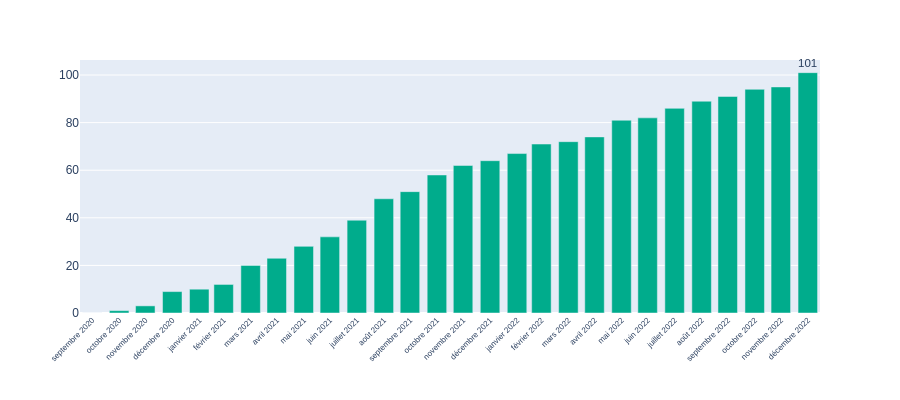 101
100
80
60
40
20
0
septembre 2020
octobre 2020
novembre 2020
décembre 2020
janvier 2021
février 2021
mars 2021
avril 2021
mai 2021
juin 2021
juillet 2021
août 2021
septembre 2021
octobre 2021
novembre 2021
décembre 2021
janvier 2022
février 2022
mars 2022
avril 2022
mai 2022
juin 2022
juillet 2022
août 2022
septembre 2022
octobre 2022
novembre 2022
décembre 2022